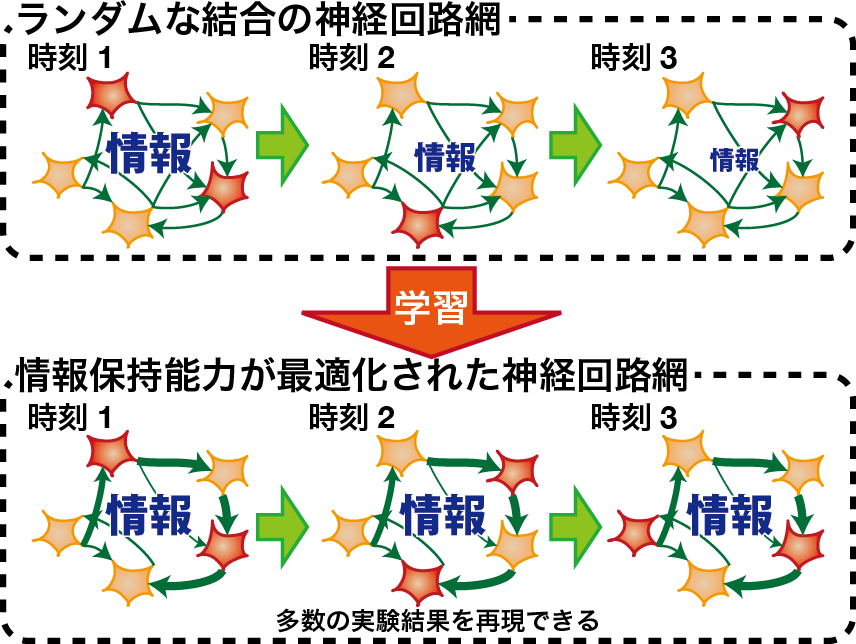 ランダムな結合の神経回路網
時刻 1
時刻 2
時刻 3
情報
情報
情報
学習
情報保持能力が最適化された神経回路網
時刻 1
時刻 2
時刻 3
情報
情報
情報
多数の実験結果を再現できる